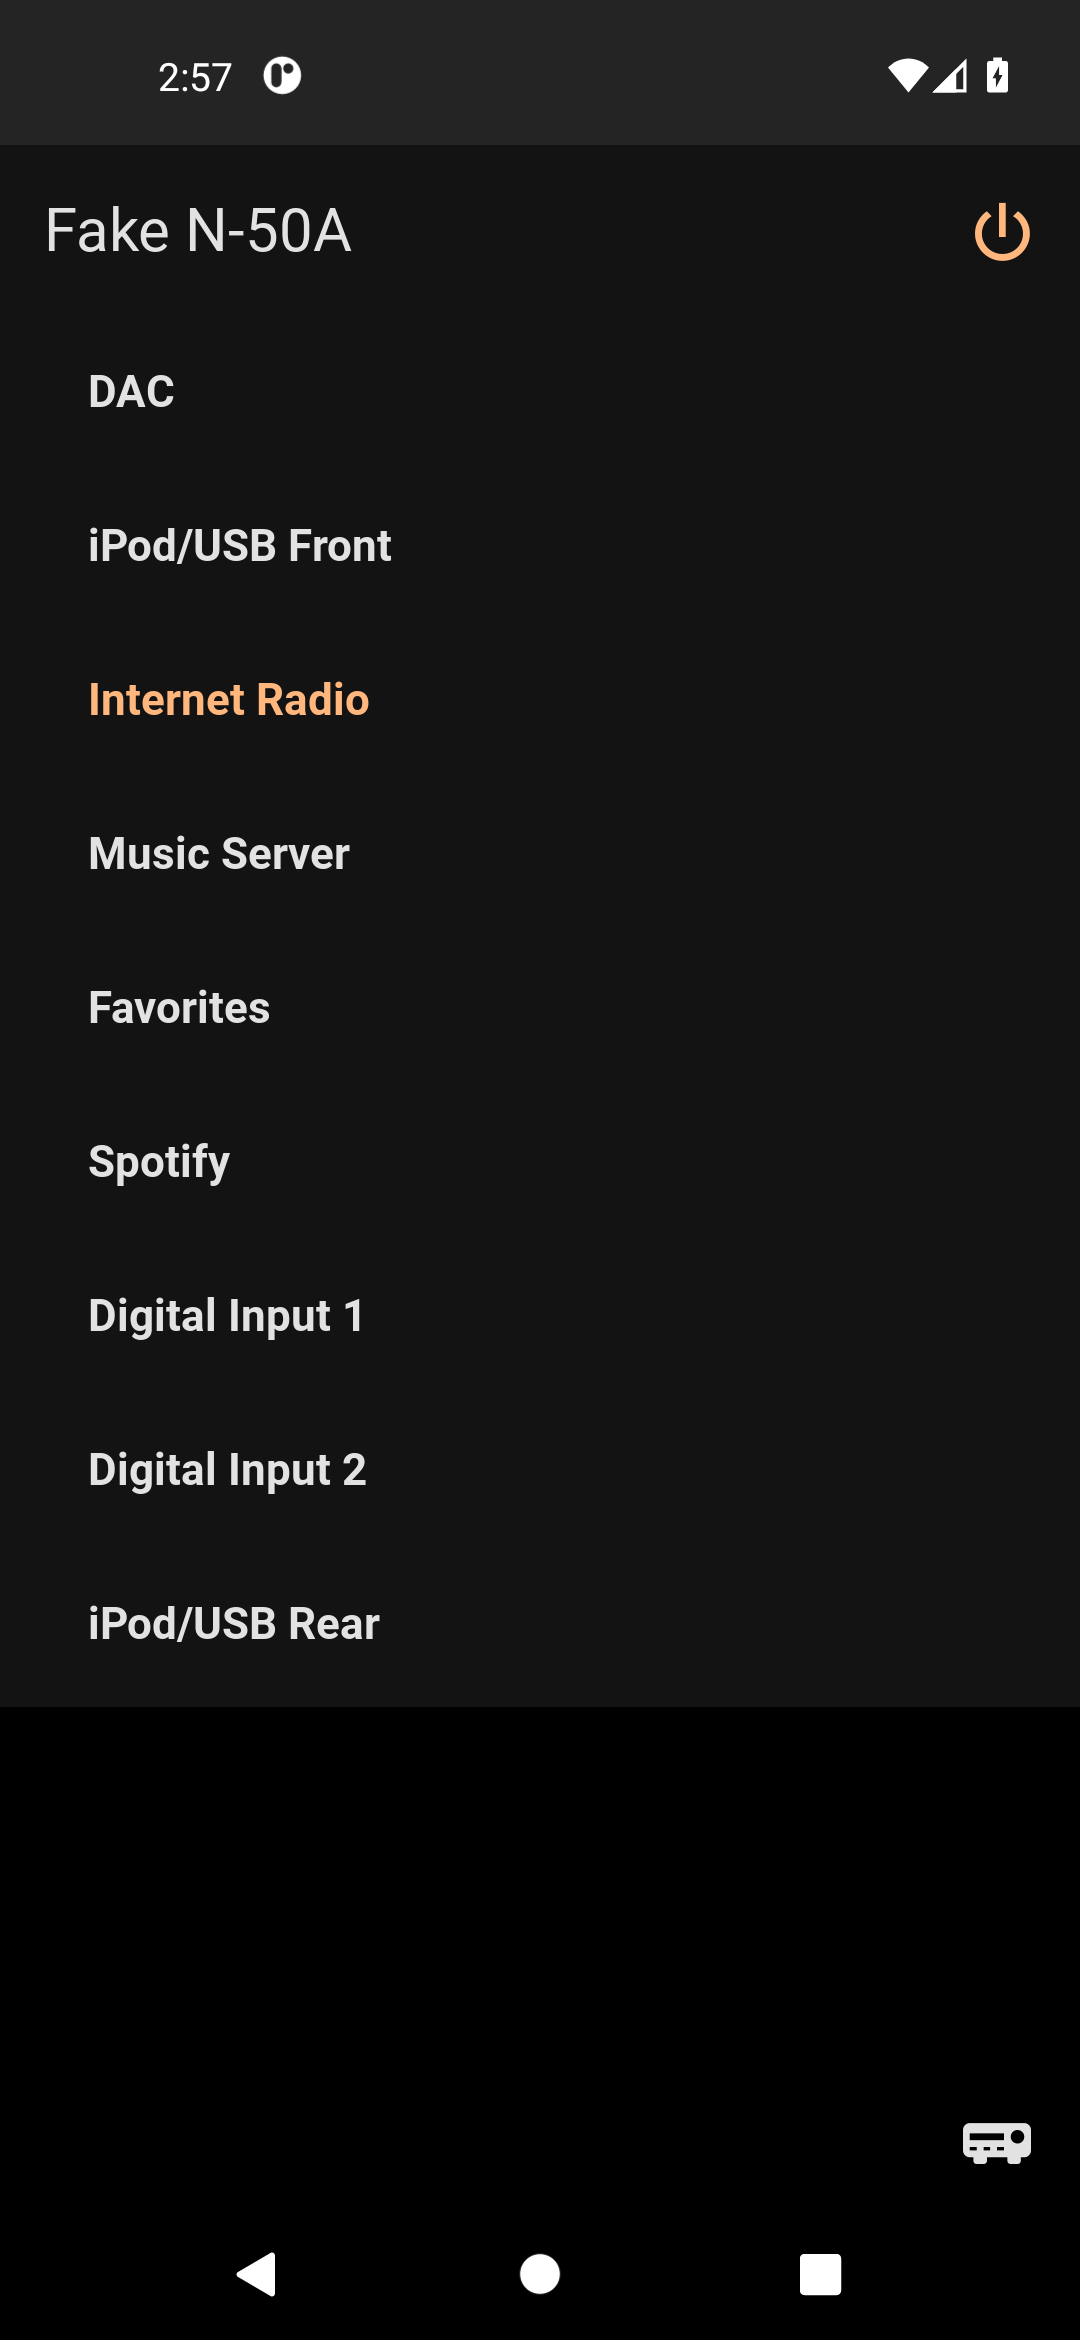 2:57
Fake N-50A
DAC
iPod/USB Front
Internet Radio
Music Server
Favorites
Spotify
Digital Input 1
Digital Input 2
iPod/USB Rear